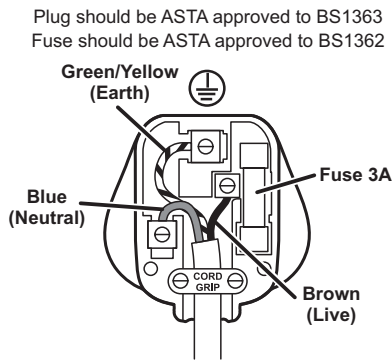 Plug should be ASTA approved to BS1363
Fuse should be ASTA approved to BS1362
Green/Yellow
(Earth)
Fuse 3A
Blue
(Neutral)
CORD
GRIP
Brown
(Live)